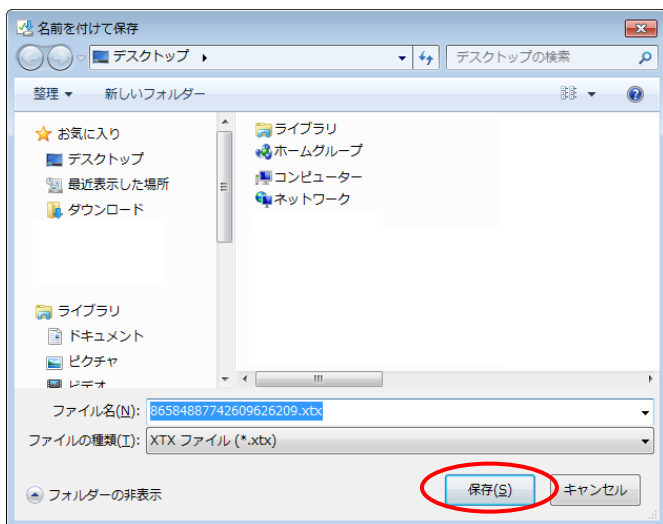 名前を付けて保存
デスクトップ
デスクトップの検索
整理 新しいフォルダー
お気に入り
デスクトップ
最近表示した場所
ダウンロード
ライブラリ
ドキュメント
ピクチャ
ビデオ
ライブラリ
ホームグループ
コンピューター
ネットワーク
ファイル名(N): 86584887742609626209.xtx
ファイルの種類(T): XTX ファイル (*.xtx)
フォルダーの非表示
保存(S) キャンセル